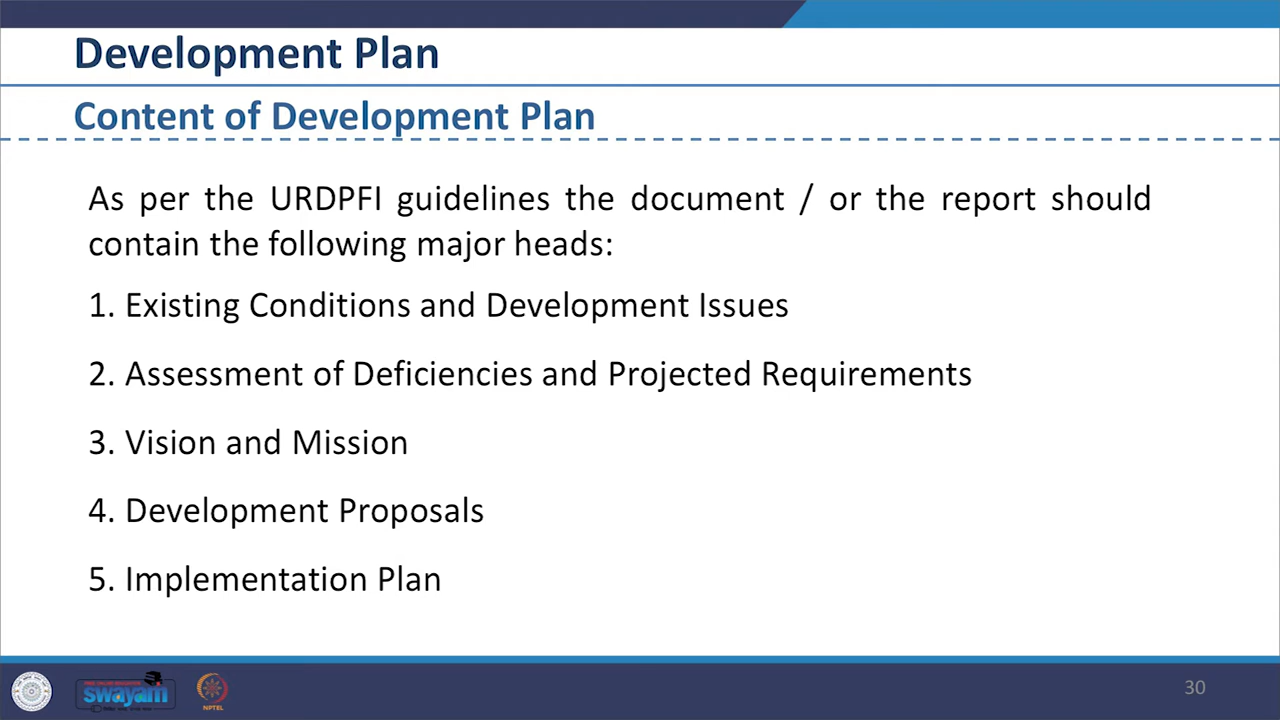 Development Plan
Content of Development Plan
As per the URDPFI guidelines the document / or the report should
contain the following major heads:
1. Existing Conditions and Development Issues
2. Assessment of Deficiencies and Projected Requirements
3. Vision and Mission
4. Development Proposals
5. Implementation Plan
swayam
NPTEL
30